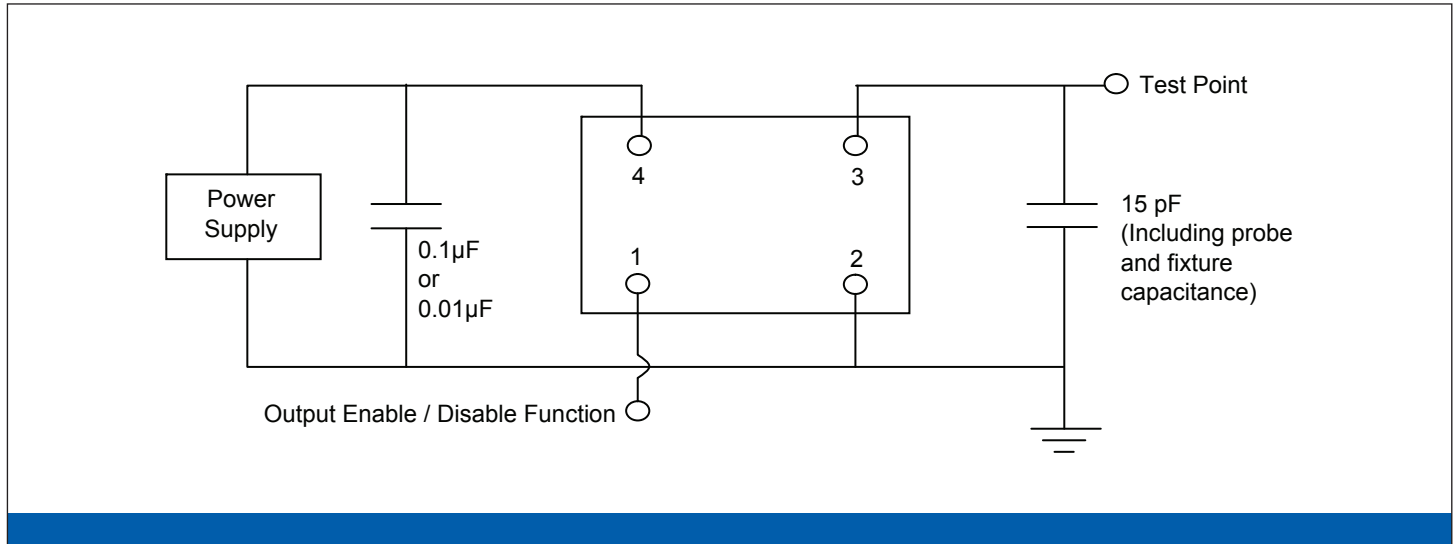 Test Point
4
3
Power
Supply
15 pF
(Including probe
and fixture
capacitance)
0.1µF
or
0.01µF
1
2
Output Enable / Disable Function